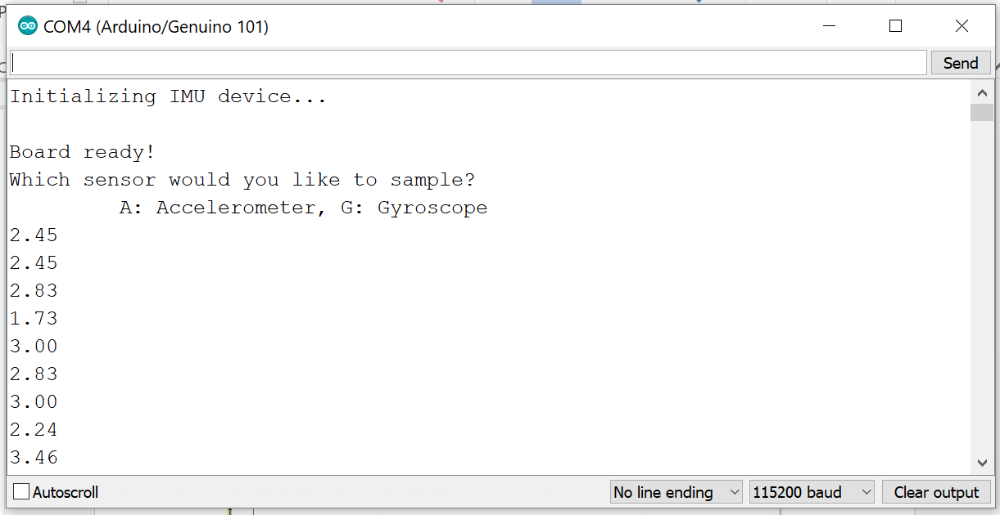 COM4 (Arduino/Genuino 101)
Send
Initializing IMU device...
Board ready!
Which sensor would you like to sample?
A: Accelerometer, G: Gyroscope
2.45
2.45
2.83
1.73
3.00
2.83
3.00
2.24
3.46
Autoscroll
No line ending
115200 baud
Clear output